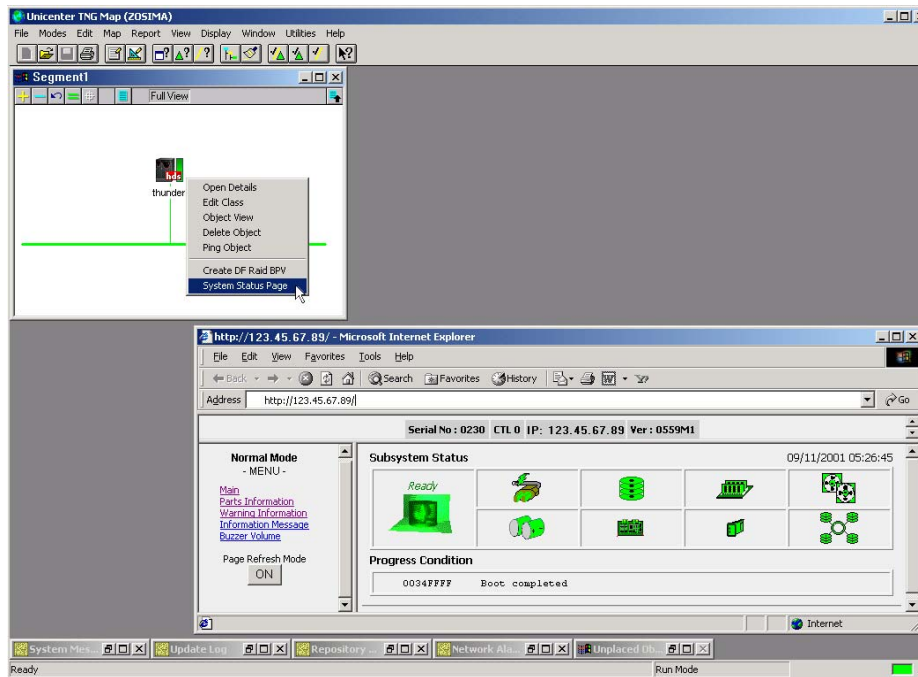 Unicenter TNG Map (ZOSIMA)
File Modes Edit Map Report View Display Window Utilities Help
Segment1
Full View
hds
thunder
Open Details
Edit Class
Object View
Delete Object
Ping Object
Create DF Raid BPV
System Status Page
http://123.45.67.89/ - Microsoft Internet Explorer
File Edit View Favorites Tools Help
Back Search Favorites History
Address http://123.45.67.89/ Go
Serial No : 0230 CTL 0 IP: 123.45.67.89 Ver : 0559M1
Normal Mode
- MENU -
Main
Parts Information
Warning Information
Information Message
Buzzer Volume
Page Refresh Mode
ON
Subsystem Status 09/11/2001 05:26:45
Ready
Progress Condition
0034FFFF Boot completed
Internet
System Mes... Update Log Repository ... Network Ala... Unplaced Ob...
Ready Run Mode